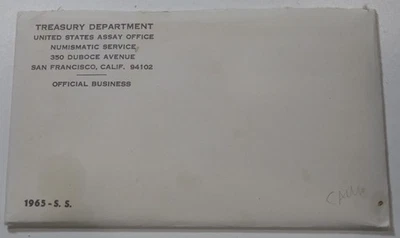 TREASURY DEPARTMENT
UNITED STATES ASSAY OFFICE
NUMISMATIC SERVICE
350 DUBOCE AVENUE
SAN FRANCISCO, CALIF. 94102
OFFICIAL BUSINESS
1965 - S. S.